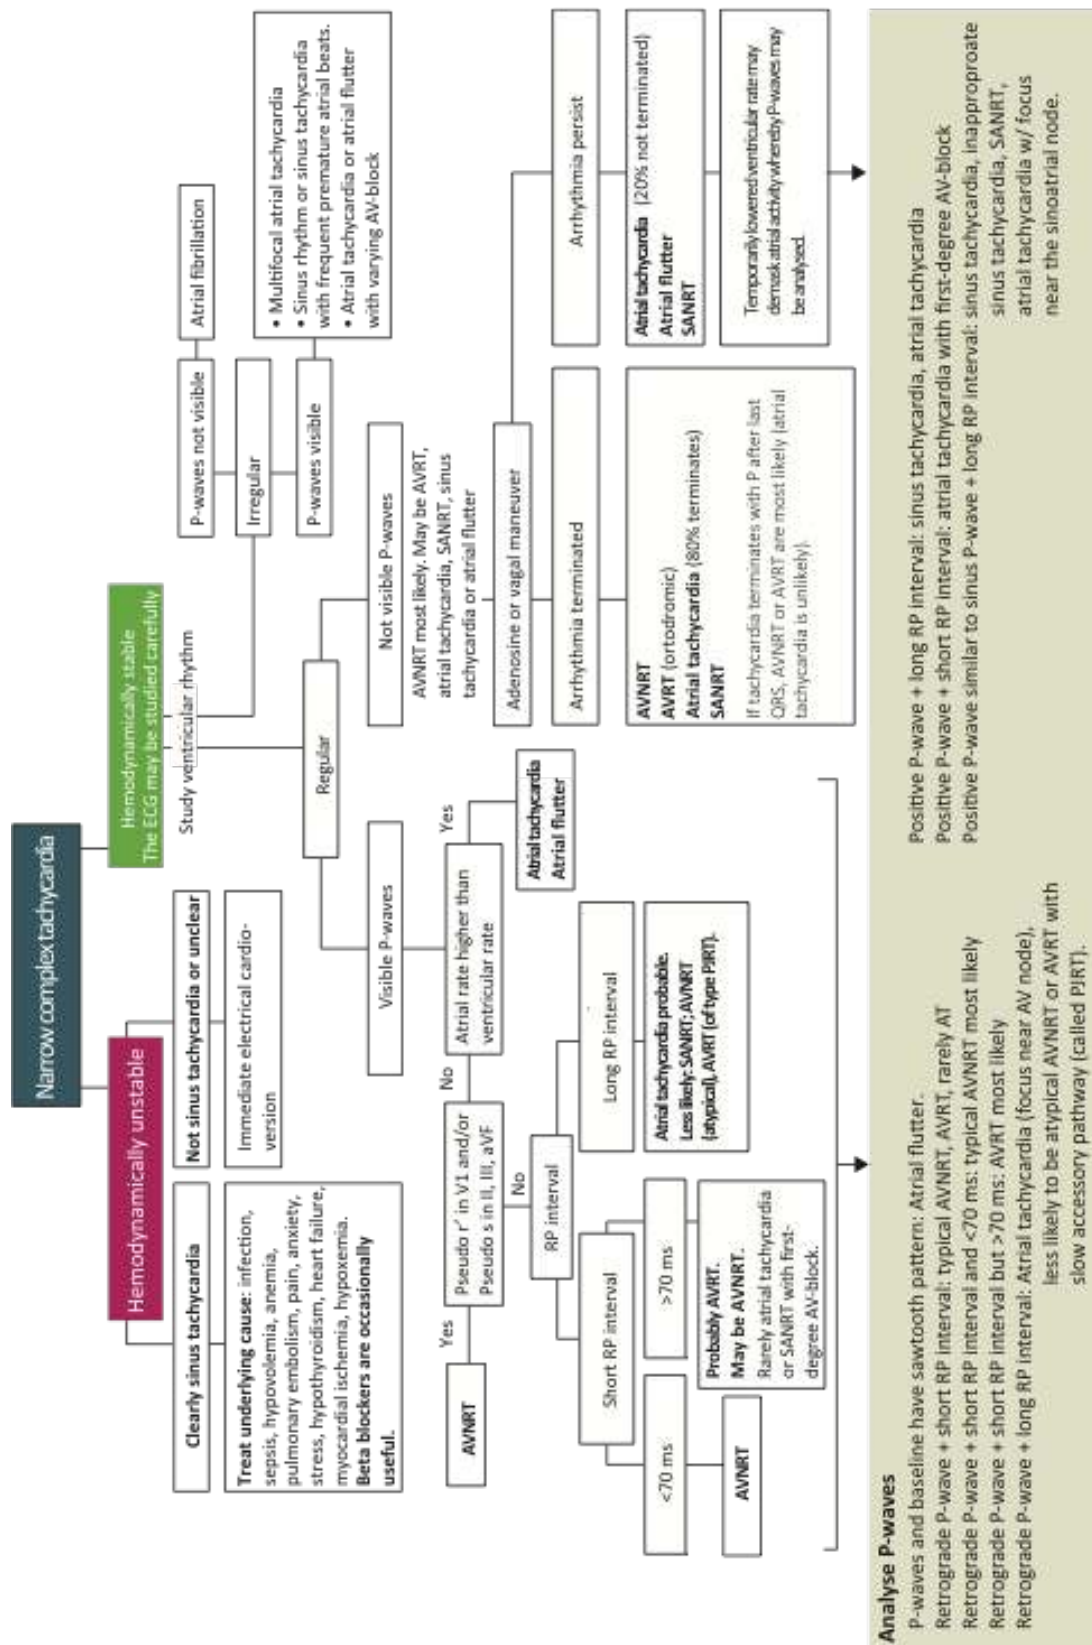 Narrow complex tachycardia
Hemodynamically unstable
Clearly sinus tachycardia
Treat underlying cause: infection,
sepsis, hypovolemia, anemia,
pulmonary embolism, pain, anxiety,
stress, hypothyroidism, heart failure,
myocardial ischemia, hypoxemia.
Beta blockers are occasionally
useful.
Not sinus tachycardia or unclear
Immediate electrical cardio-
version
Hemodynamically stable
The ECG may be studied carefully
Study ventricular rhythm
Regular
Visible P-waves
Atrial rate higher than
ventricular rate
No
Yes
Atrial tachycardia
Atrial flutter
Pseudo r' in V1 and/or
Pseudo s in II, III, aVF
Yes
AVNRT
No
RP interval
Short RP interval
<70 ms
AVNRT
>70 ms
Probably AVRT.
May be AVNRT.
Rarely atrial tachycardia
or SANRT with first-
degree AV-block.
Long RP interval
Atrial tachycardia probable.
Less likely: SANRT; AVNRT
(atypical), AVRT (of type PJRT).
Not visible P-waves
AVNRT most likely. May be AVRT,
atrial tachycardia, SANRT, sinus
tachycardia or atrial flutter
Adenosine or vagal maneuver
Arrhythmia terminated
AVNRT
AVRT (ortodromic)
Atrial tachycardia (80% terminates)
SANRT
If tachycardia terminates with P after last
QRS, AVNRT or AVRT are most likely (atrial
tachycardia is unlikely).
Arrhythmia persist
Atrial tachycardia (20% not terminated)
Atrial flutter
SANRT
Temporarily lowered ventricular rate may
demask atrial activity whereby P-waves may
be analysed.
Irregular
P-waves not visible
Atrial fibrillation
P-waves visible
• Multifocal atrial tachycardia
• Sinus rhythm or sinus tachycardia
with frequent premature atrial beats.
• Atrial tachycardia or atrial flutter
with varying AV-block
Analyse P-waves
P-waves and baseline have sawtooth pattern: Atrial flutter.
Retrograde P-wave + short RP interval: typical AVNRT, AVRT, rarely AT
Retrograde P-wave + short RP interval and <70 ms: typical AVNRT most likely
Retrograde P-wave + short RP interval but >70 ms: AVRT most likely
Retrograde P-wave + long RP interval: Atrial tachycardia (focus near AV node),
less likely to be atypical AVNRT or AVRT with
slow accessory pathway (called PJRT).
Positive P-wave + long RP interval: sinus tachycardia, atrial tachycardia
Positive P-wave + short RP interval: atrial tachycardia with first-degree AV-block
Positive P-wave similar to sinus P-wave + long RP interval: sinus tachycardia, inapproproate
sinus tachycardia, SANRT,
atrial tachycardia w/ focus
near the sinoatrial node.